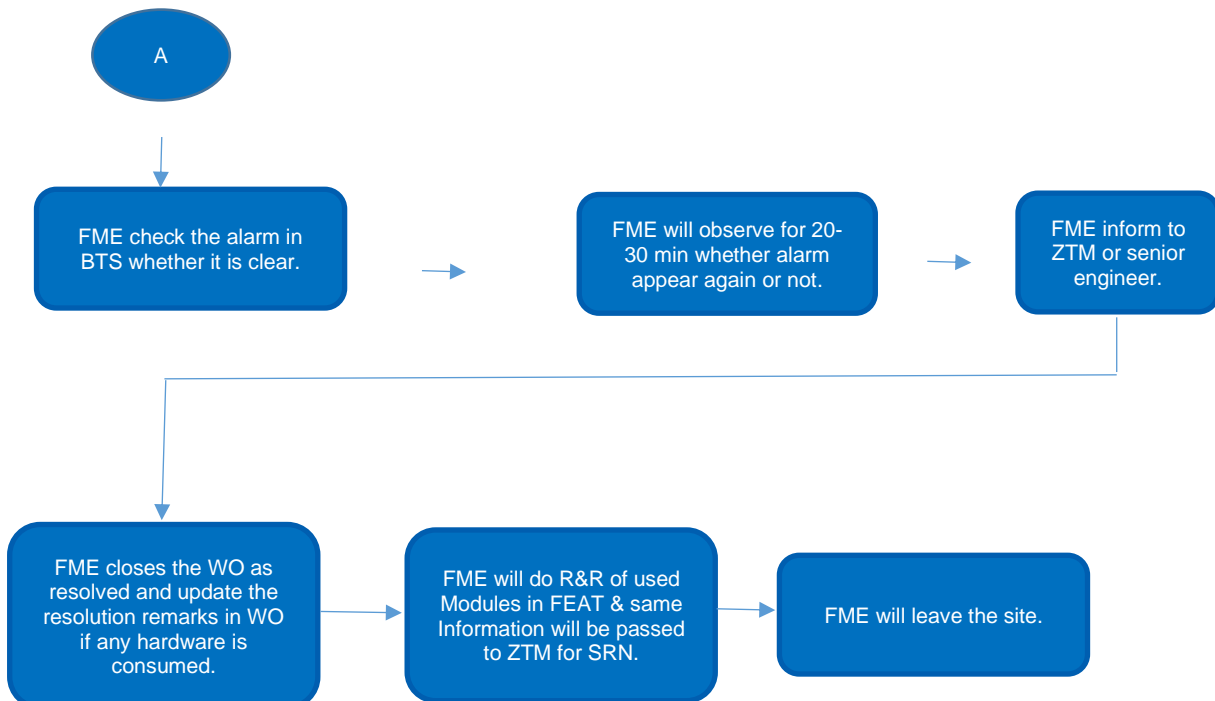 A
FME check the alarm in
BTS whether it is clear.
FME will observe for 20-
30 min whether alarm
appear again or not.
FME inform to
ZTM or senior
engineer.
FME closes the WO as
resolved and update the
resolution remarks in WO
if any hardware is
consumed.
FME will do R&R of used
Modules in FEAT & same
Information will be passed
to ZTM for SRN.
FME will leave the site.